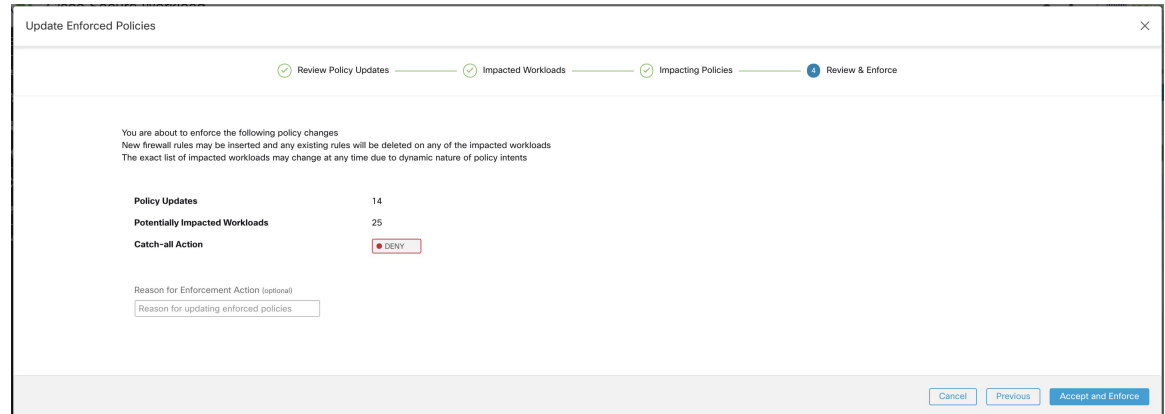 Update Enforced Policies
Review Policy Updates
Impacted Workloads
Impacting Policies
4 Review & Enforce
You are about to enforce the following policy changes
New firewall rules may be inserted and any existing rules will be deleted on any of the impacted workloads
The exact list of impacted workloads may change at any time due to dynamic nature of policy intents
Policy Updates 14
Potentially Impacted Workloads 25
Catch-all Action DENY
Reason for Enforcement Action (optional)
Reason for updating enforced policies
Cancel Previous Accept and Enforce